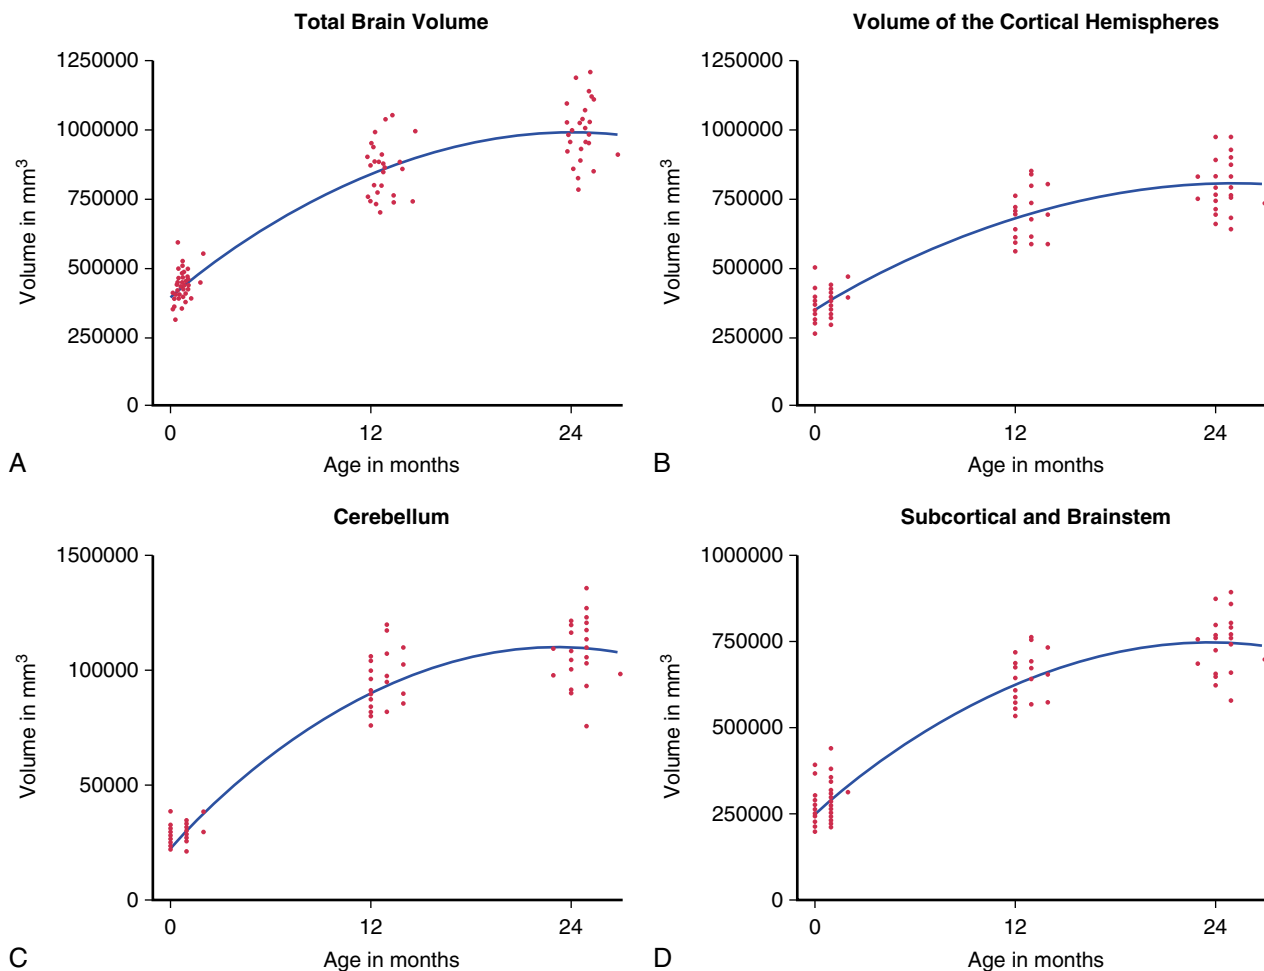 Total Brain Volume
1250000
1000000
750000
500000
250000
0
Volume in mm³
0 12 24
Age in months
A
Volume of the Cortical Hemispheres
1250000
1000000
750000
500000
250000
0
Volume in mm³
0 12 24
Age in months
B
Cerebellum
1500000
100000
50000
0
Volume in mm³
0 12 24
Age in months
C
Subcortical and Brainstem
1000000
750000
500000
250000
0
Volume in mm³
0 12 24
Age in months
D